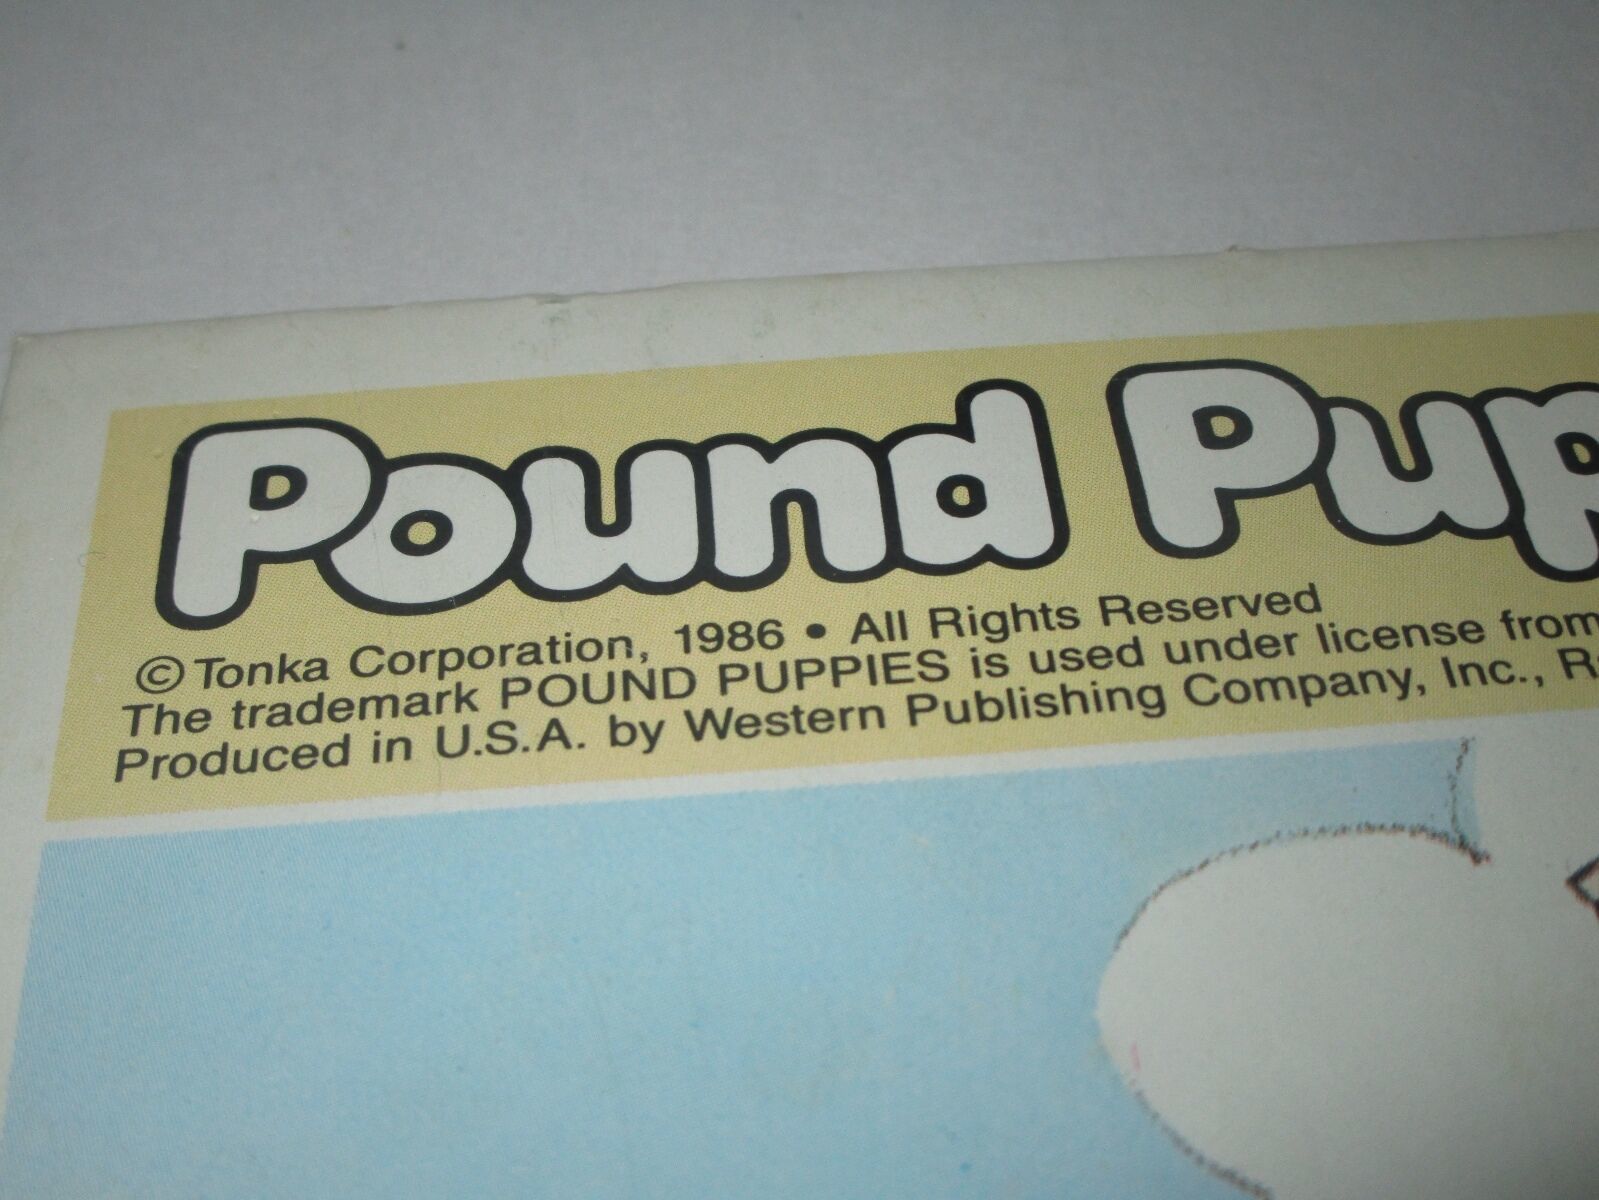 Pound Pup
© Tonka Corporation, 1986 • All Rights Reserved
The trademark POUND PUPPIES is used under license from
Produced in U.S.A. by Western Publishing Company, Inc.,